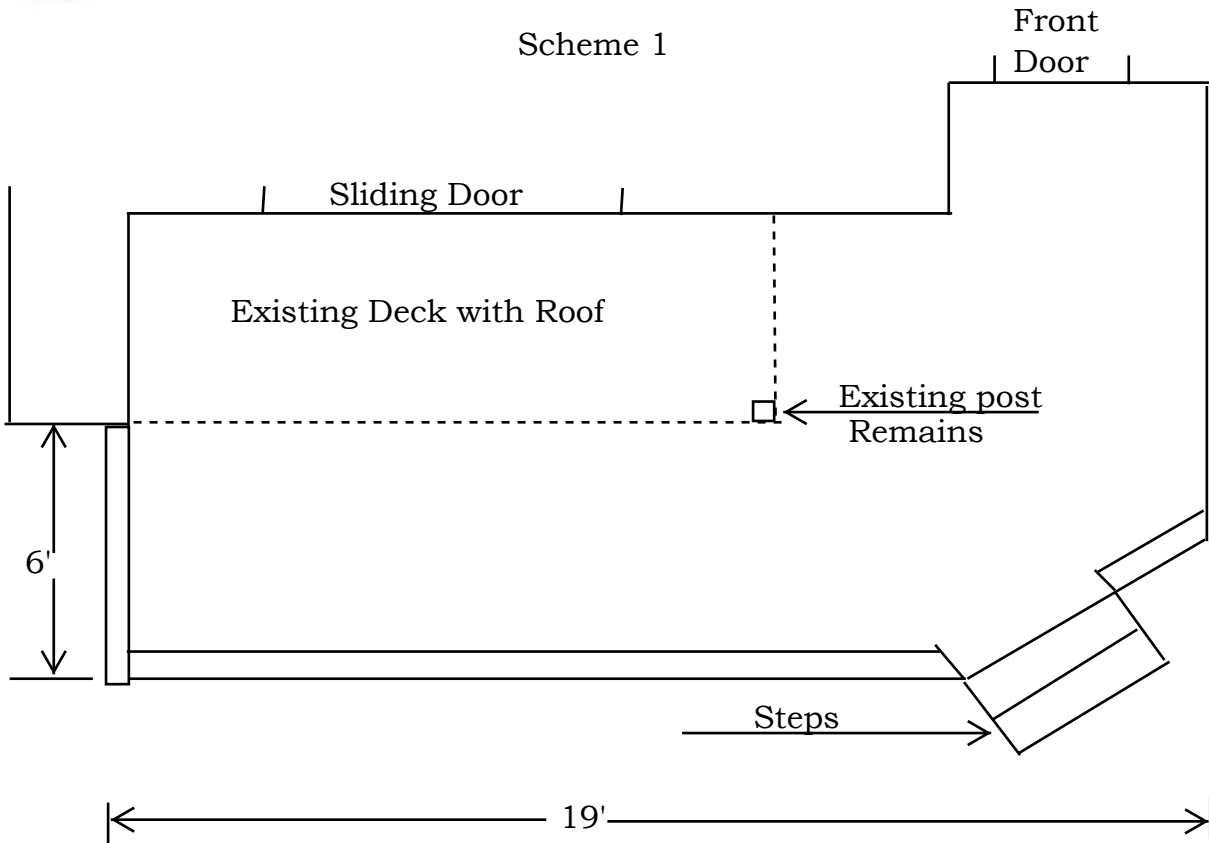 Scheme 1
Front
Door
Sliding Door
Existing Deck with Roof
Existing post
Remains
6'
Steps
19'